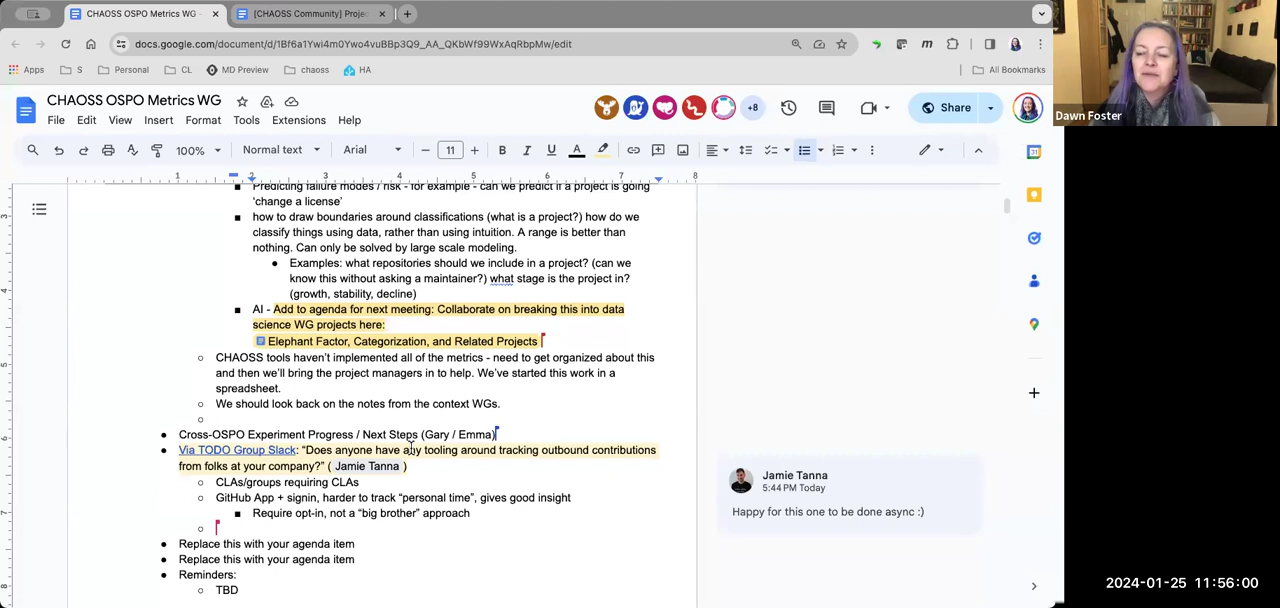 CHAOSS OSPO Metrics WG -
[CHAOSS Community] Projec
docs.google.com/document/d/1Bf6a1Ywi4m0Ywo4vuBBp3Q9_AA_QKbWf99WxAqRbpMw/edit
Apps
S
Personal
CL
MD Preview
chaoss
HA
All Bookmarks
Dawn Foster
CHAOSS OSPO Metrics WG
File Edit View Insert Format Tools Extensions Help
+8
Share
100%
Normal text
Arial
11
1 2 3 4 5 6 7 8
Predicting failure modes / risk - for example - can we predict if a project is going
'change a license'
how to draw boundaries around classifications (what is a project?) how do we
classify things using data, rather than using intuition. A range is better than
nothing. Can only be solved by large scale modeling.
Examples: what repositories should we include in a project? (can we
know this without asking a maintainer?) what stage is the project in?
(growth, stability, decline)
AI - Add to agenda for next meeting: Collaborate on breaking this into data
science WG projects here:
Elephant Factor, Categorization, and Related Projects
CHAOSS tools haven't implemented all of the metrics - need to get organized about this
and then we'll bring the project managers in to help. We've started this work in a
spreadsheet.
We should look back on the notes from the context WGs.
Cross-OSPO Experiment Progress / Next Steps (Gary / Emma)
Via TODO Group Slack: "Does anyone have any tooling around tracking outbound contributions
from folks at your company?" ( Jamie Tanna )
CLAs/groups requiring CLAs
GitHub App + signin, harder to track "personal time", gives good insight
Require opt-in, not a "big brother" approach
Replace this with your agenda item
Replace this with your agenda item
Reminders:
TBD
Jamie Tanna
5:44 PM Today
Happy for this one to be done async :)
2024-01-25 11:56:00